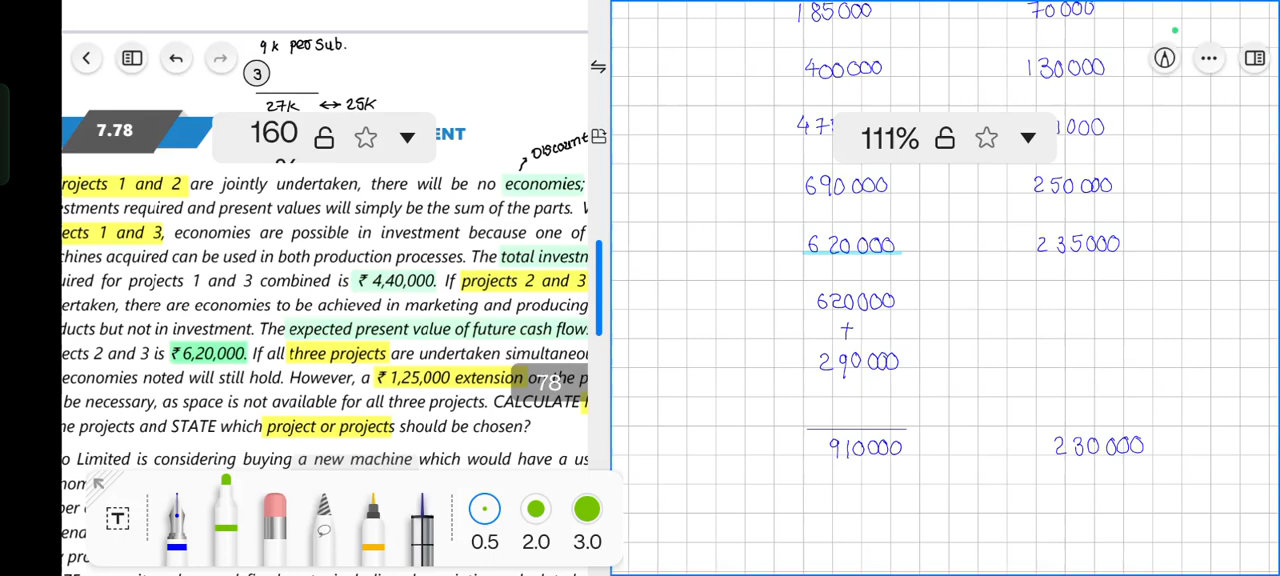 9k per Sub.
3
27K ↔ 25K
7.78
160
%
ENT
Discount
rojects 1 and 2 are jointly undertaken, there will be no economies;
estments required and present values will simply be the sum of the parts.
ects 1 and 3, economies are possible in investment because one of
chines acquired can be used in both production processes. The total investn
uired for projects 1 and 3 combined is ₹ 4,40,000. If projects 2 and 3
ertaken, there are economies to be achieved in marketing and producing
ducts but not in investment. The expected present value of future cash flow
ects 2 and 3 is ₹ 6,20,000. If all three projects are undertaken simultaneou
economies noted will still hold. However, a ₹ 1,25,000 extension on the p
be necessary, as space is not available for all three projects. CALCULATE
ne projects and STATE which project or projects should be chosen?
78
o Limited is considering buying a new machine which would have a us
T
0.5 2.0 3.0
185000 70000
400000 130000
111%
000
690000 250000
620000 235000
620000
+
290000
910000 230000